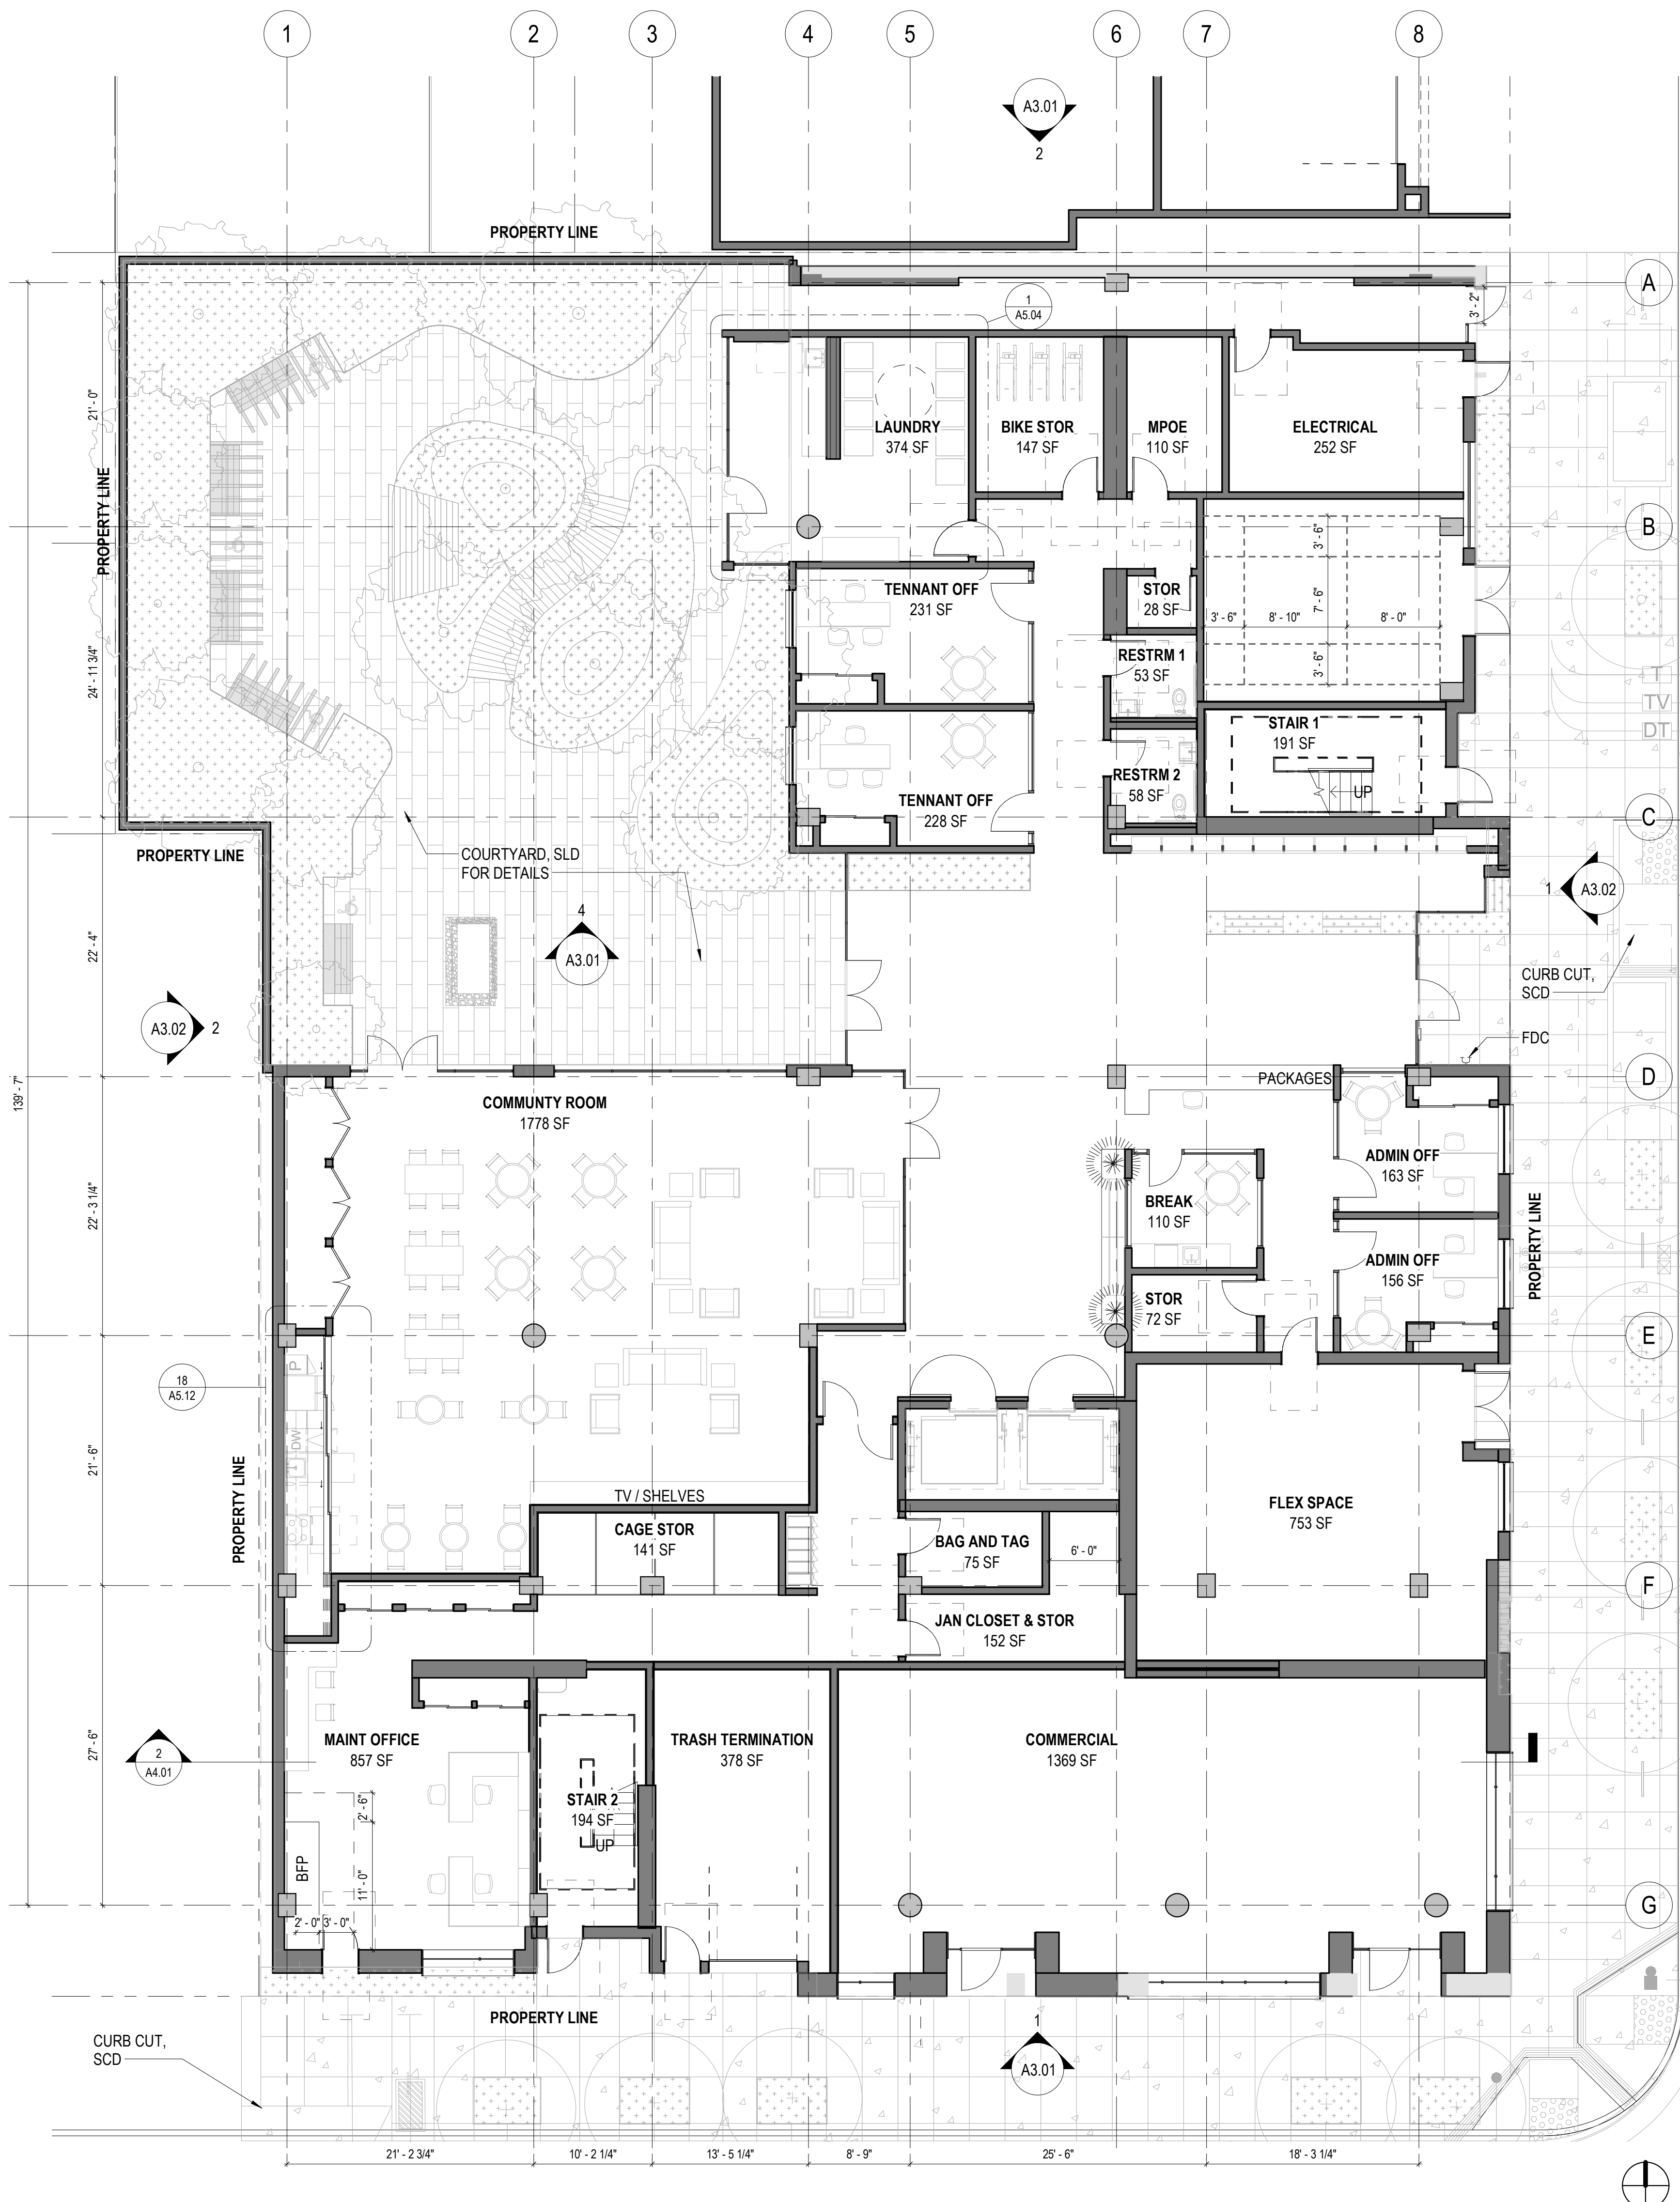 1
2
3
4
5
6
7
8
A3.01
2
PROPERTY LINE
A
1
A5.04
3' - 2"
21' - 0"
PROPERTY LINE
LAUNDRY
374 SF
BIKE STOR
147 SF
MPOE
110 SF
ELECTRICAL
252 SF
B
3' - 6"
TENNANT OFF
231 SF
STOR
28 SF
7' - 6"
3' - 6"
8' - 10"
8' - 0"
24' - 11 3/4"
RESTRM 1
53 SF
3' - 6"
T
TV
DT
STAIR 1
191 SF
UP
RESTRM 2
58 SF
TENNANT OFF
228 SF
C
PROPERTY LINE
COURTYARD, SLD
FOR DETAILS
1
A3.02
4
A3.01
22' - 4"
CURB CUT,
SCD
A3.02
2
FDC
139' - 7"
D
PACKAGES
COMMUNTY ROOM
1778 SF
ADMIN OFF
163 SF
22' - 3 1/4"
BREAK
110 SF
PROPERTY LINE
ADMIN OFF
156 SF
STOR
72 SF
E
P
18
A5.12
DW
21' - 6"
PROPERTY LINE
TV / SHELVES
FLEX SPACE
753 SF
CAGE STOR
141 SF
BAG AND TAG
75 SF
6' - 0"
F
JAN CLOSET & STOR
152 SF
MAINT OFFICE
857 SF
TRASH TERMINATION
378 SF
COMMERCIAL
1369 SF
27' - 6"
2
A4.01
2' - 6"
STAIR 2
194 SF
UP
BFP
11' - 0"
2' - 0"
3' - 0"
G
PROPERTY LINE
1
A3.01
CURB CUT,
SCD
21' - 2 3/4"
10' - 2 1/4"
13' - 5 1/4"
8' - 9"
25' - 6"
18' - 3 1/4"